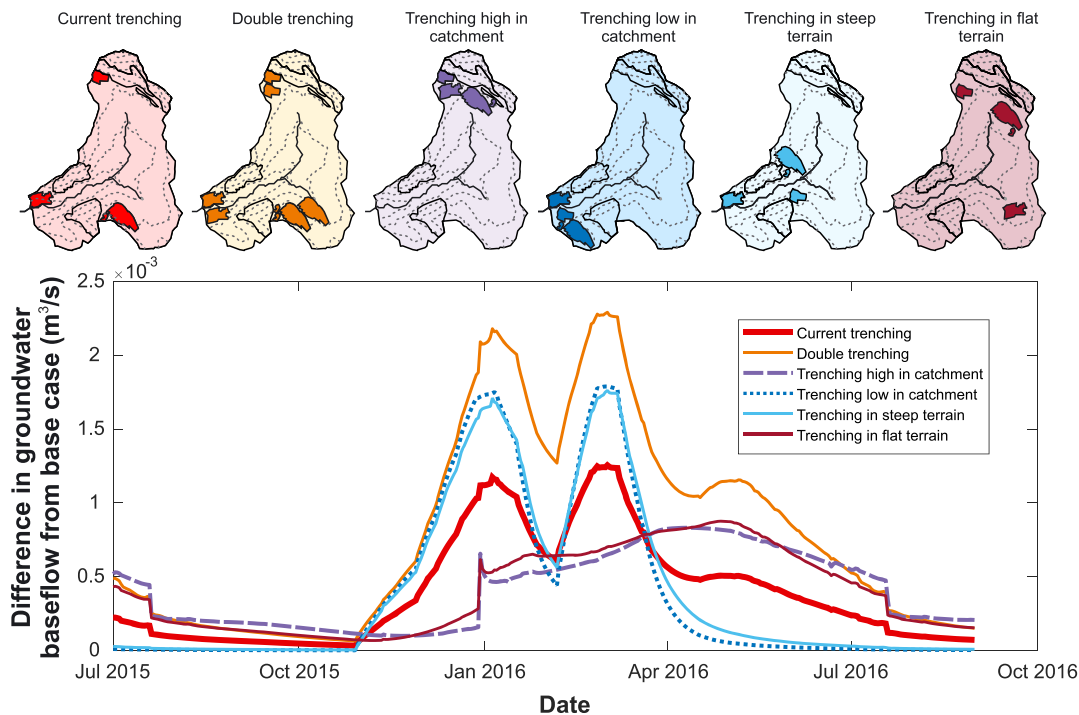 Current trenching
Double trenching
Trenching high in
catchment
Trenching low in
catchment
Trenching in steep
terrain
Trenching in flat
terrain
Difference in groundwater
baseflow from base case (m³/s)
×10⁻³
2.5
2
1.5
1
0.5
0
Current trenching
Double trenching
Trenching high in catchment
Trenching low in catchment
Trenching in steep terrain
Trenching in flat terrain
Jul 2015
Oct 2015
Jan 2016
Apr 2016
Jul 2016
Oct 2016
Date